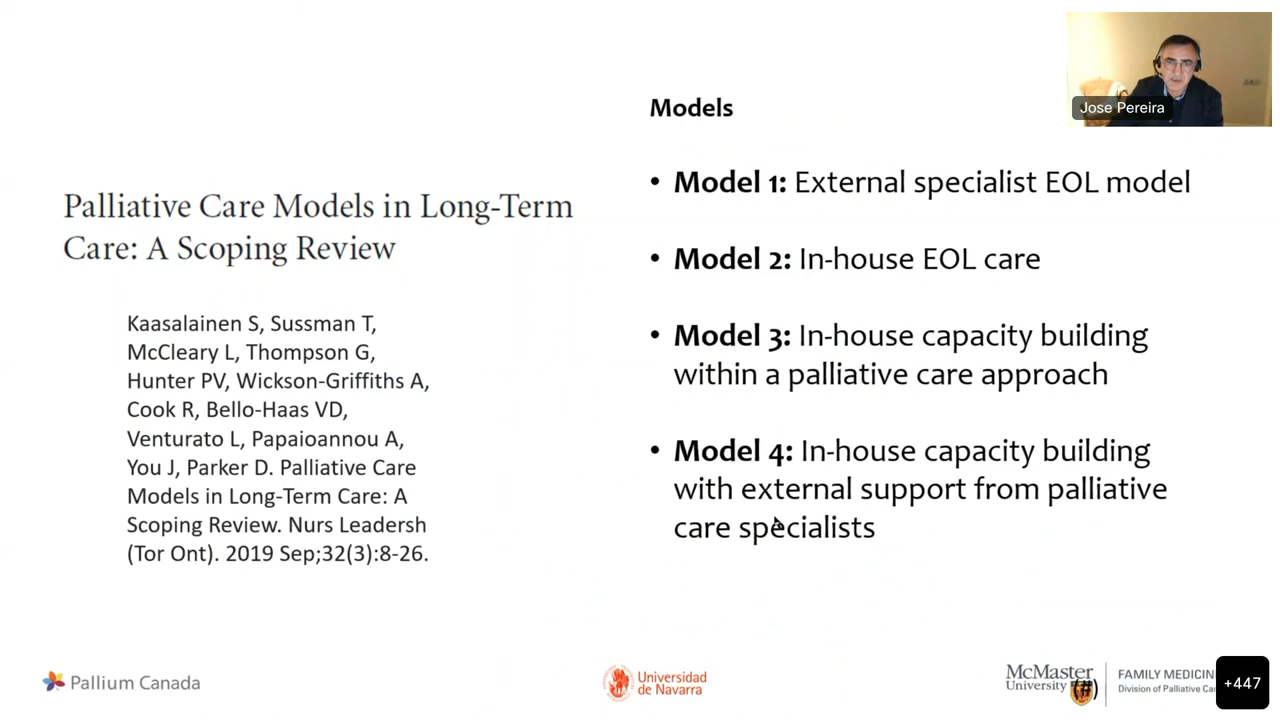 Jose Pereira
Models
Palliative Care Models in Long-Term
Care: A Scoping Review
Kaasalainen S, Sussman T,
McCleary L, Thompson G,
Hunter PV, Wickson-Griffiths A,
Cook R, Bello-Haas VD,
Venturato L, Papaioannou A,
You J, Parker D. Palliative Care
Models in Long-Term Care: A
Scoping Review. Nurs Leadersh
(Tor Ont). 2019 Sep;32(3):8-26.
• Model 1: External specialist EOL model
• Model 2: In-house EOL care
• Model 3: In-house capacity building
within a palliative care approach
• Model 4: In-house capacity building
with external support from palliative
care specialists
Pallium Canada
Universidad
de Navarra
McMaster
University
FAMILY MEDICIN
Division of Palliative
+447